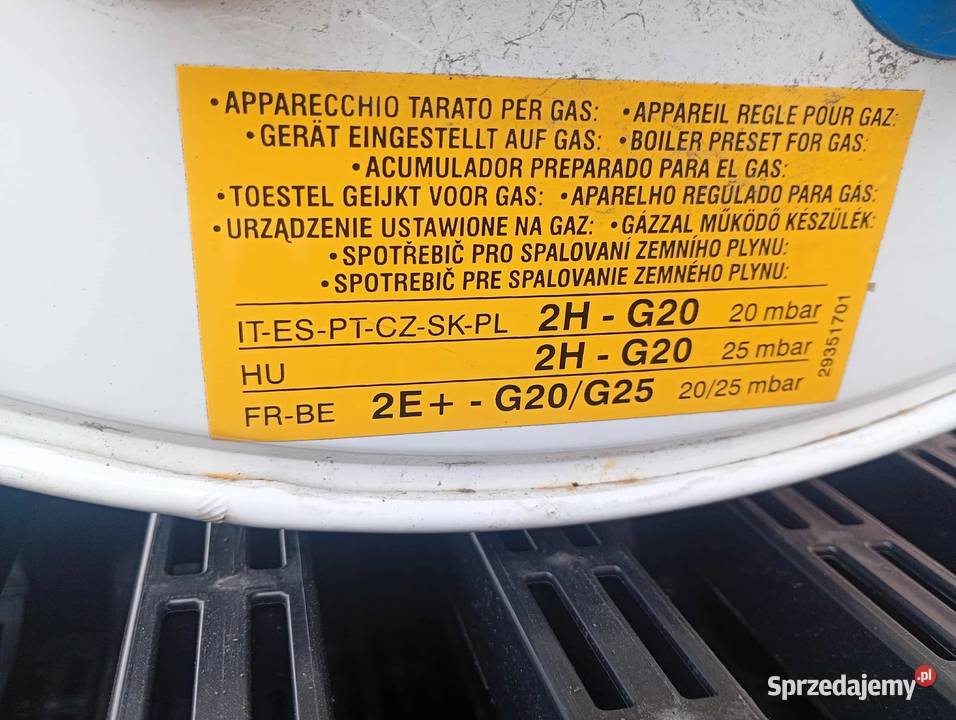 • APPARECCHIO TARATO PER GAS: • APPAREIL REGLE POUR GAZ:
• GERÄT EINGESTELLT AUF GAS: • BOILER PRESET FOR GAS:
• ACUMULADOR PREPARADO PARA EL GAS:
• TOESTEL GEIJKT VOOR GAS: • APARELHO REGULADO PARA GÁS:
• URZĄDZENIE USTAWIONE NA GAZ: • GÁZZAL MŰKÖDŐ KÉSZÜLÉK:
• SPOTŘEBIČ PRO SPALOVANÍ ZEMNÍHO PLYNU:
• SPOTREBIČ PRE SPALOVANIE ZEMNÉHO PLYNU:
IT-ES-PT-CZ-SK-PL 2H - G20 20 mbar
HU 2H - G20 25 mbar
FR-BE 2E+ - G20/G25 20/25 mbar
29351701
Sprzedajemy.pl